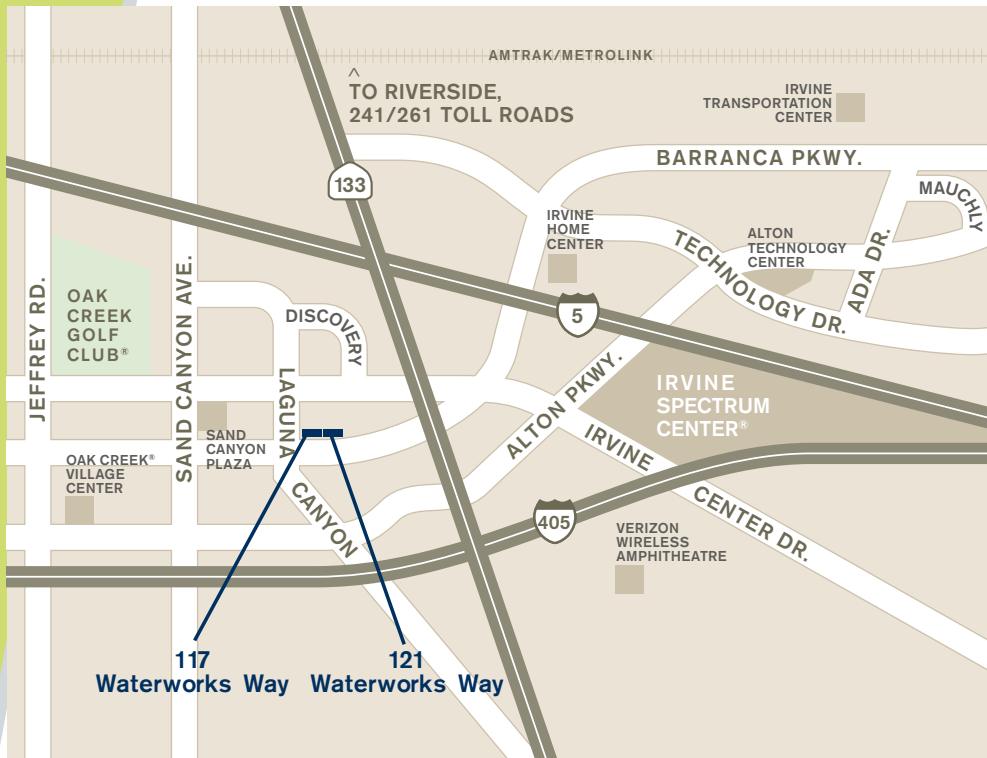 AMTRAK/METROLINK
^
TO RIVERSIDE,
241/261 TOLL ROADS
IRVINE
TRANSPORTATION
CENTER
BARRANCA PKWY.
133
MAUCHLY
IRVINE
HOME
CENTER
ALTON
TECHNOLOGY
CENTER
TECHNOLOGY DR.
ADA DR.
JEFFREY RD.
OAK
CREEK
GOLF
CLUB®
SAND CANYON AVE.
DISCOVERY
5
LAGUNA
CANYON
ALTON PKWY.
IRVINE
SPECTRUM
CENTER®
SAND
CANYON
PLAZA
IRVINE
CENTER DR.
OAK CREEK®
VILLAGE
CENTER
405
VERIZON
WIRELESS
AMPHITHEATRE
117
Waterworks Way
121
Waterworks Way